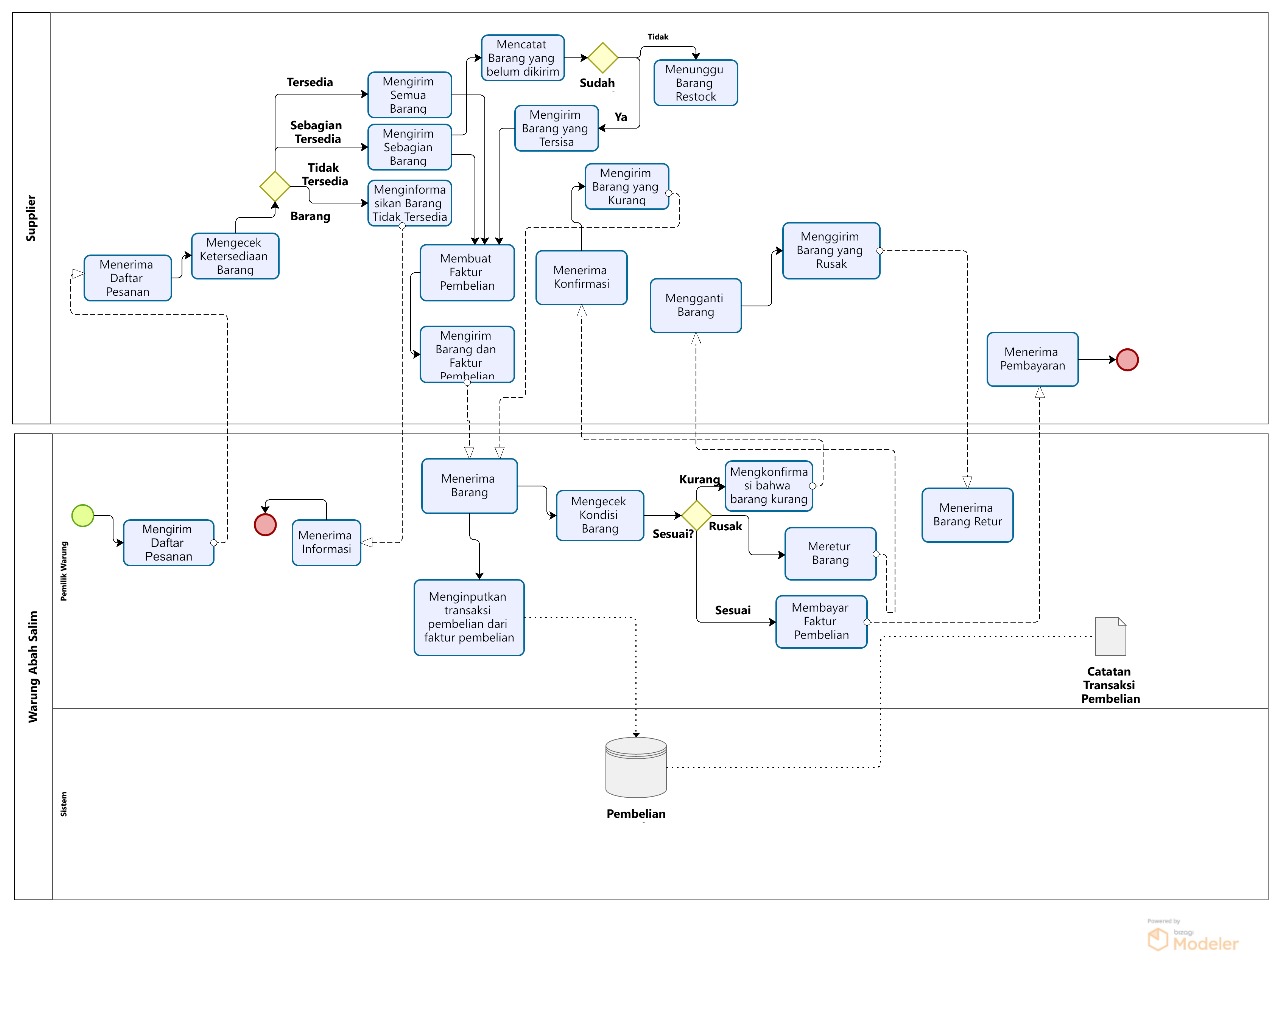 Supplier
Menerima
Daftar
Pesanan
Mengecek
Ketersediaan
Barang
Barang
Tersedia
Sebagian
Tersedia
Tidak
Tersedia
Mengirim
Semua
Barang
Mengirim
Sebagian
Barang
Menginforma
sikan Barang
Tidak Tersedia
Mencatat
Barang yang
belum dikirim
Sudah
Tidak
Menunggu
Barang
Restock
Ya
Mengirim
Barang yang
Tersisa
Membuat
Faktur
Pembelian
Mengirim
Barang dan
Faktur
Pembelian
Mengirim
Barang yang
Kurang
Menerima
Konfirmasi
Mengganti
Barang
Menggirim
Barang yang
Rusak
Menerima
Pembayaran
Warung Abah Salim
Pemilik Warung
Mengirim
Daftar
Pesanan
Menerima
Informasi
Menerima
Barang
Mengecek
Kondisi
Barang
Sesuai?
Kurang
Rusak
Sesuai
Mengkonfirma
si bahwa
barang kurang
Meretur
Barang
Membayar
Faktur
Pembelian
Menerima
Barang Retur
Menginputkan
transaksi
pembelian dari
faktur pembelian
Catatan
Transaksi
Pembelian
Sistem
Pembelian
Powered by
bizagi
Modeler